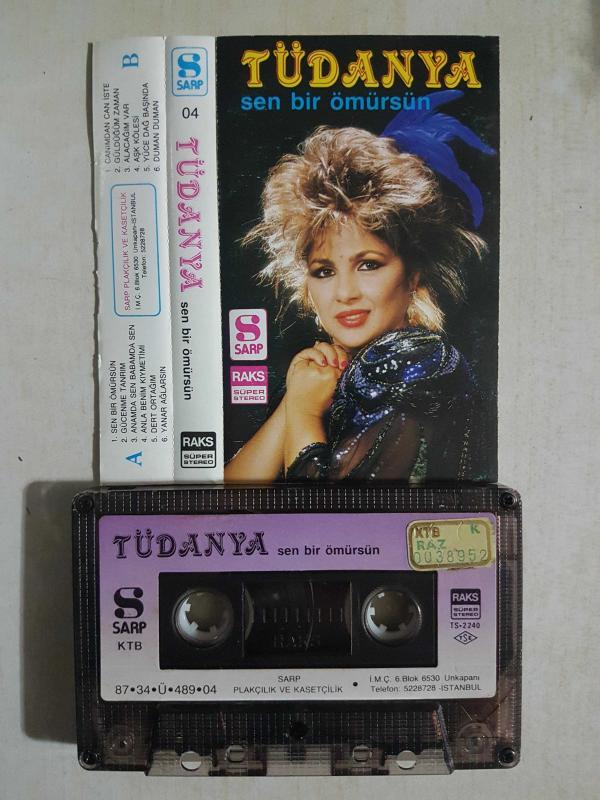 TÜDANYA
sen bir ömürsün
S
SARP
RAKS
SÜPER
STEREO
S
SARP
04
TÜDANYA
sen bir ömürsün
RAKS
SÜPER
STEREO
B
1. CANIMDAN CAN İSTE
2. GÜLDÜĞÜM ZAMAN
3. ALACAĞIM VAR
4. AŞK KÖLESİ
5. YÜCE DAĞ BAŞINDA
6. DUMAN DUMAN
SARP PLAKÇILIK VE KASETÇİLİK
İ.M.Ç. 6.Blok 6530 Unkapanı-İSTANBUL
Telefon: 5228728
A
1. SEN BİR ÖMÜRSÜN
2. GÜCENME TANRIM
3. ANAMDA SEN BABAMDA SEN
4. ANLA BENİM KIYMETİMİ
5. DERT ORTAĞIM
6. YANAR AĞLARSIN
TÜDANYA sen bir ömürsün
KTB K
RAZ
0038952
S
SARP
KTB
RAKS
RAKS
SÜPER
STEREO
TS-2240
TSE
87•34•Ü•489•04
SARP
PLAKÇILIK VE KASETÇİLİK • İ.M.Ç. 6.Blok 6530 Unkapanı
Telefon: 5228728 -İSTANBUL